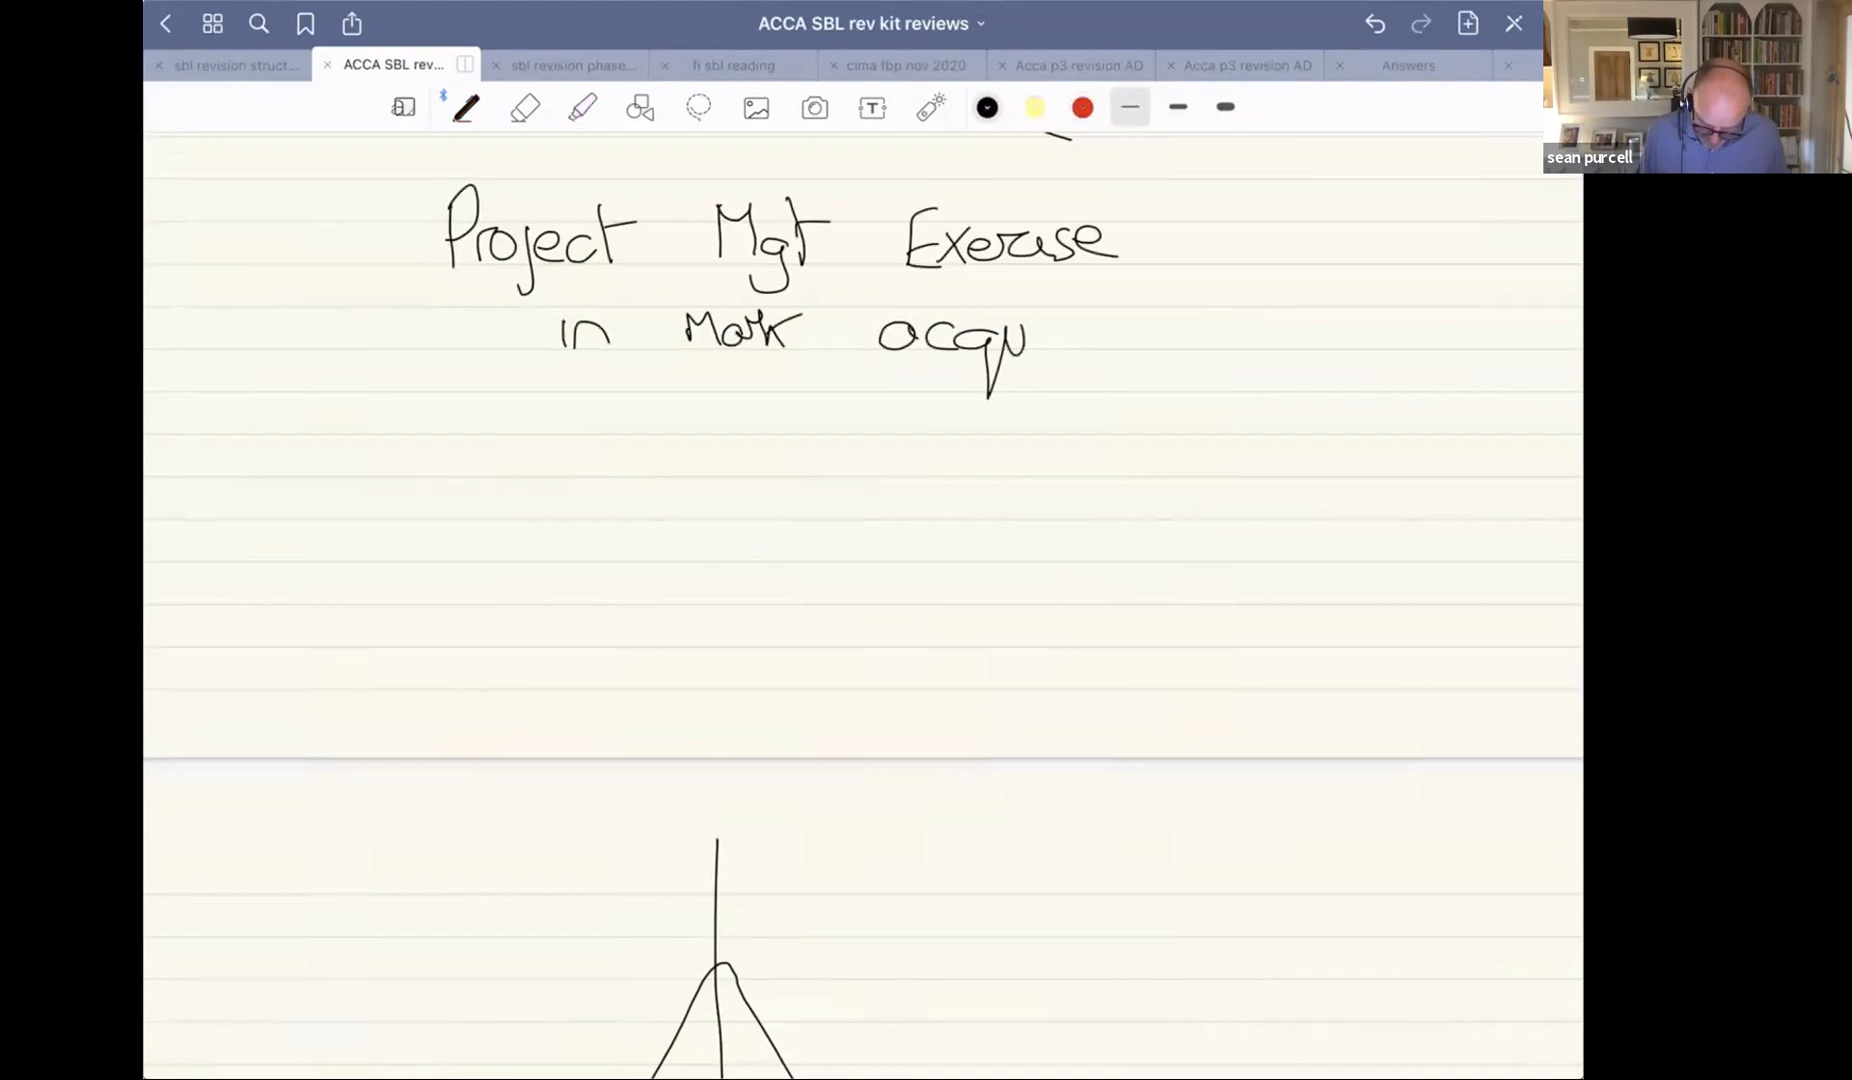 ACCA SBL rev kit reviews
sbl revision struct...
ACCA SBL rev...
sbl revision phase...
fi sbl reading
cima fbp nov 2020
Acca p3 revision AD
Acca p3 revision AD
Answers
T
sean purcell
Project Mgt Exercise
in Mark acqu